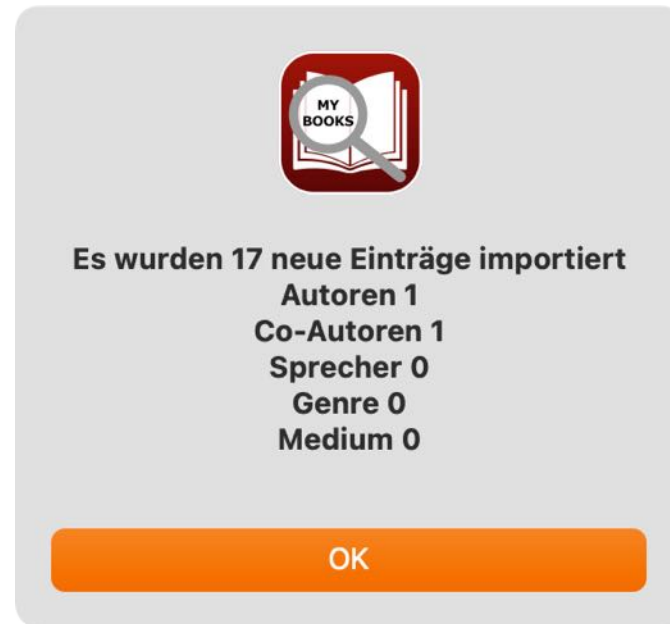 MY
BOOKS
Es wurden 17 neue Einträge importiert
Autoren 1
Co-Autoren 1
Sprecher 0
Genre 0
Medium 0
OK